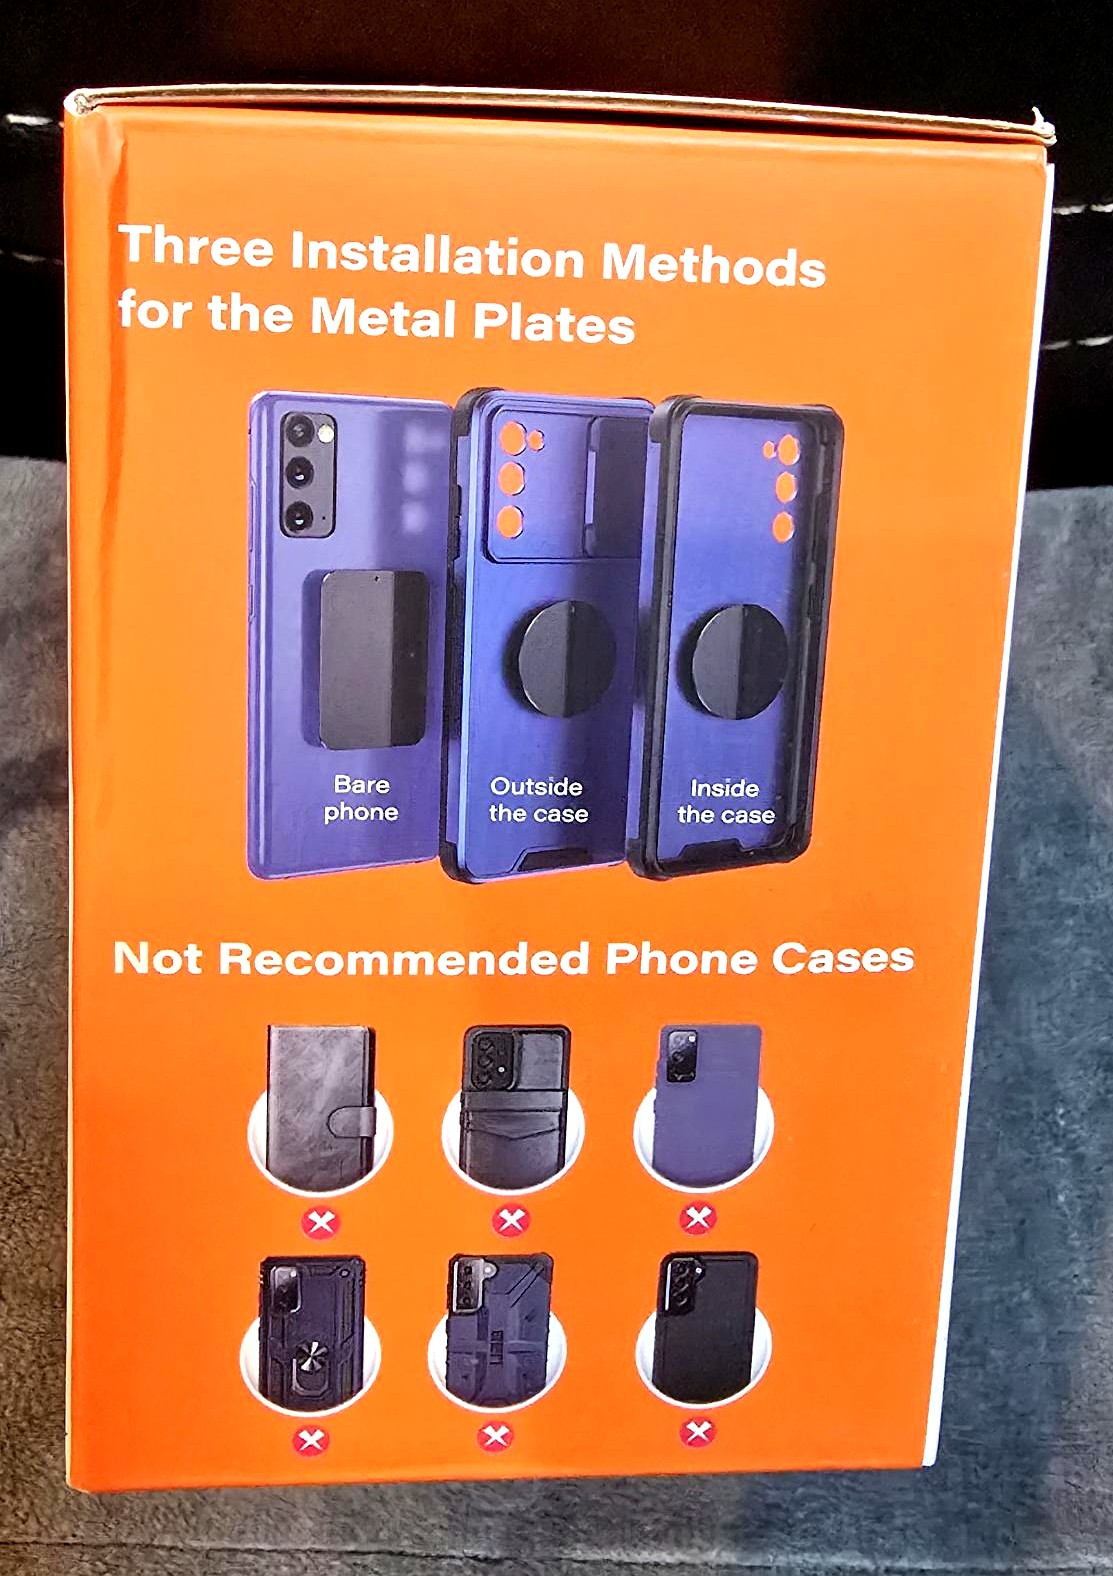 Three Installation Methods
for the Metal Plates
Bare
phone
Outside
the case
Inside
the case
Not Recommended Phone Cases